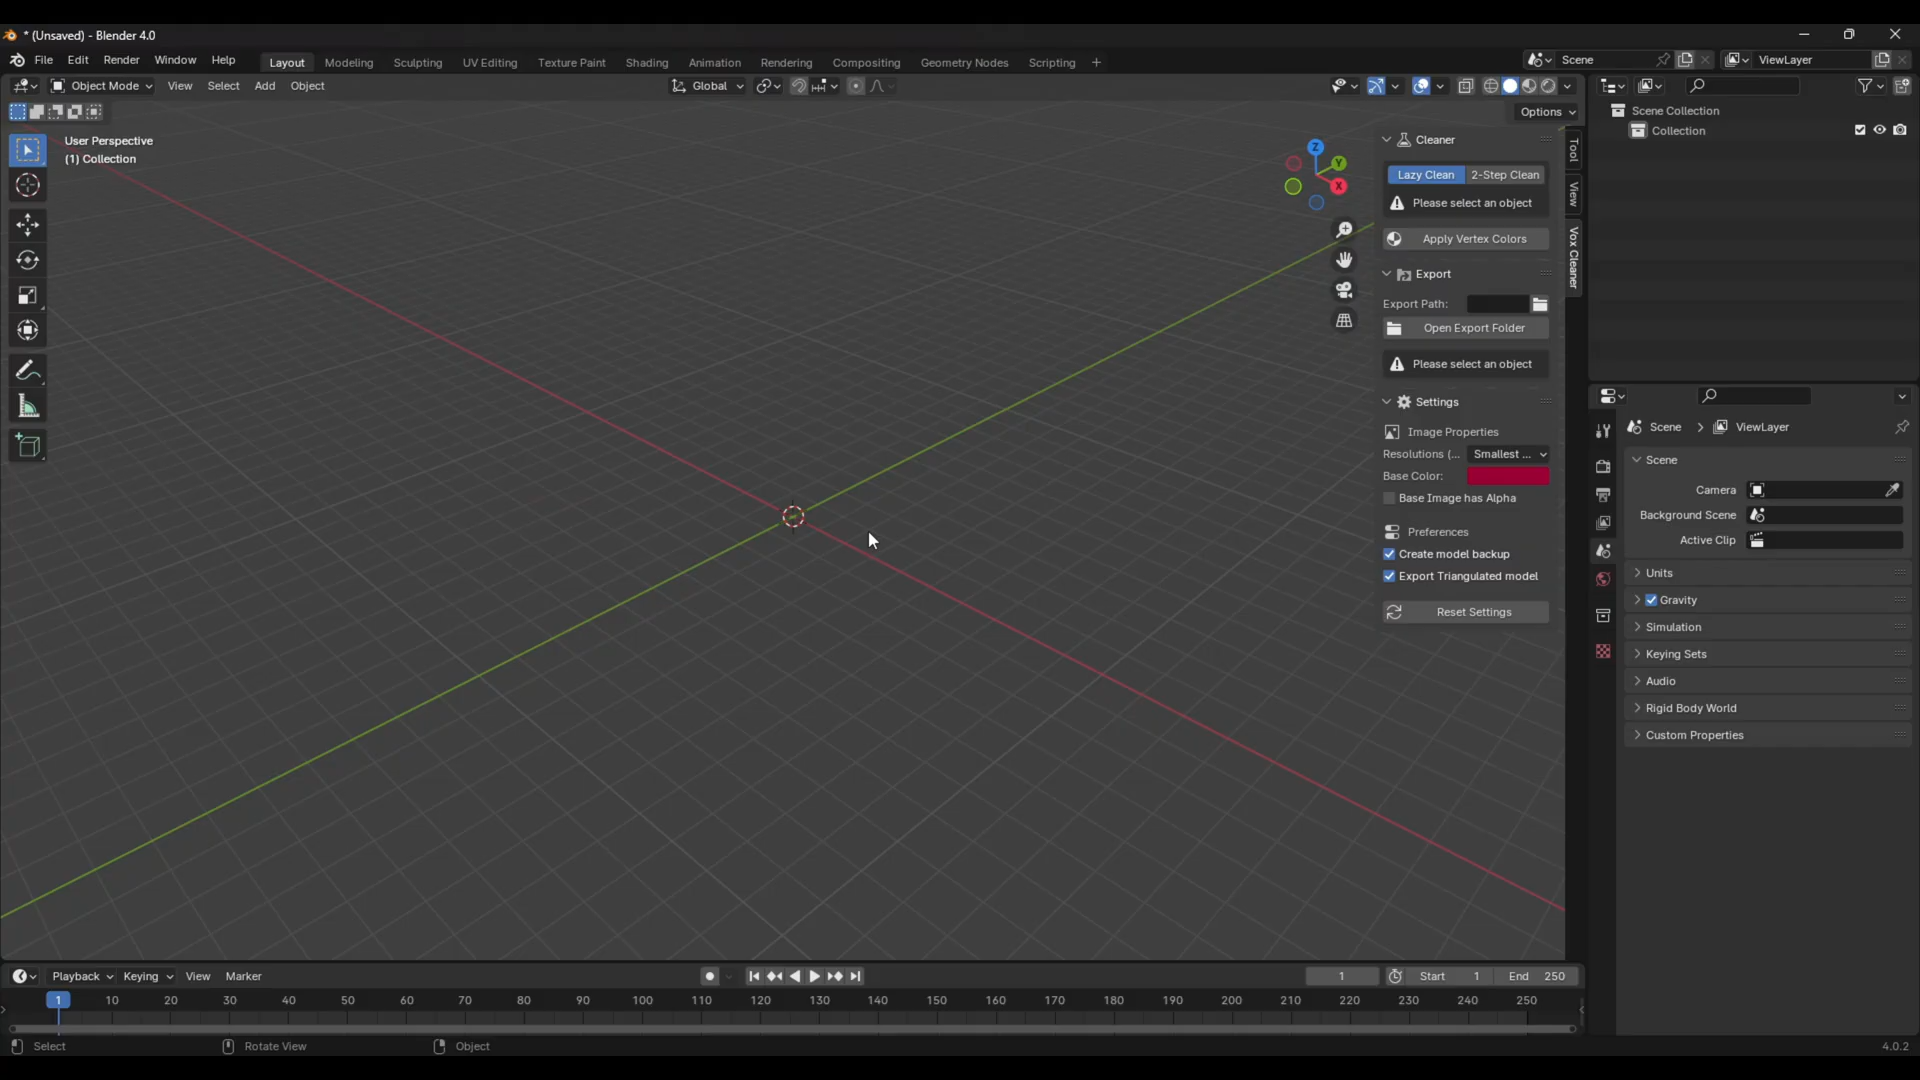 * (Unsaved) - Blender 4.0
File Edit Render Window Help Layout Modeling Sculpting UV Editing Texture Paint Shading Animation Rendering Compositing Geometry Nodes Scripting + Scene ViewLayer
Object Mode View Select Add Object Global
Options
User Perspective
(1) Collection
Z
Y
X
Cleaner
Lazy Clean 2-Step Clean
Please select an object
Apply Vertex Colors
Export
Export Path:
Open Export Folder
Please select an object
Settings
Image Properties
Resolutions (... Smallest ...
Base Color:
Base Image has Alpha
Preferences
Create model backup
Export Triangulated model
Reset Settings
Tool
View
Vox Cleaner
Scene Collection
Collection
Scene > ViewLayer
Scene
Camera
Background Scene
Active Clip
Units
Gravity
Simulation
Keying Sets
Audio
Rigid Body World
Custom Properties
Playback Keying View Marker 1 Start 1 End 250
1 10 20 30 40 50 60 70 80 90 100 110 120 130 140 150 160 170 180 190 200 210 220 230 240 250
Select Rotate View Object 4.0.2